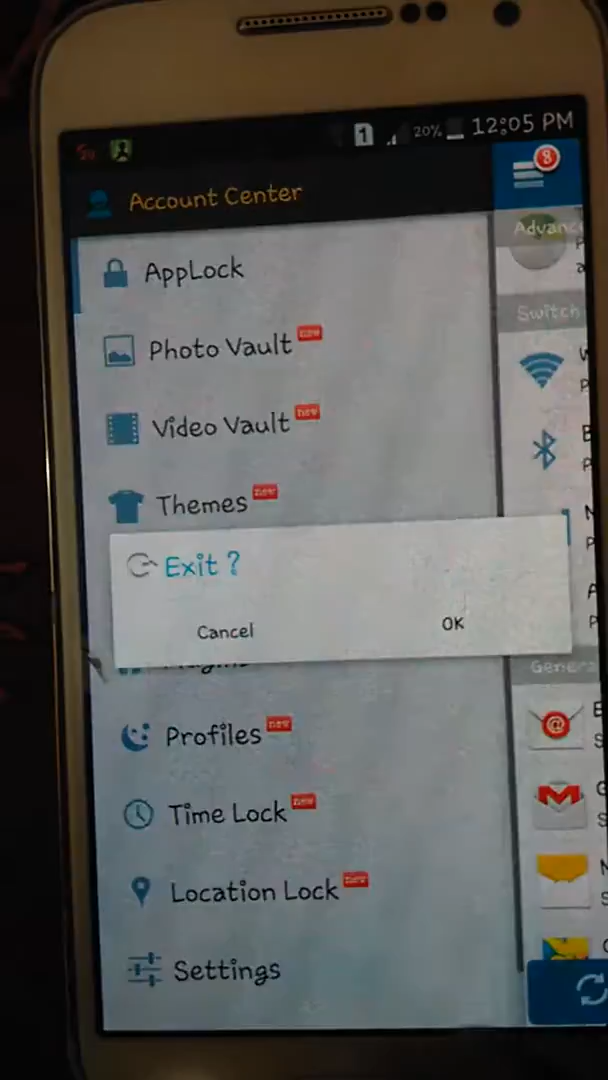 1 20% 12:05 PM
Account Center
8
AppLock
Photo Vault new
Video Vault new
Themes new
Exit ?
Cancel OK
Profiles new
Time Lock new
Location Lock new
Settings
Switch